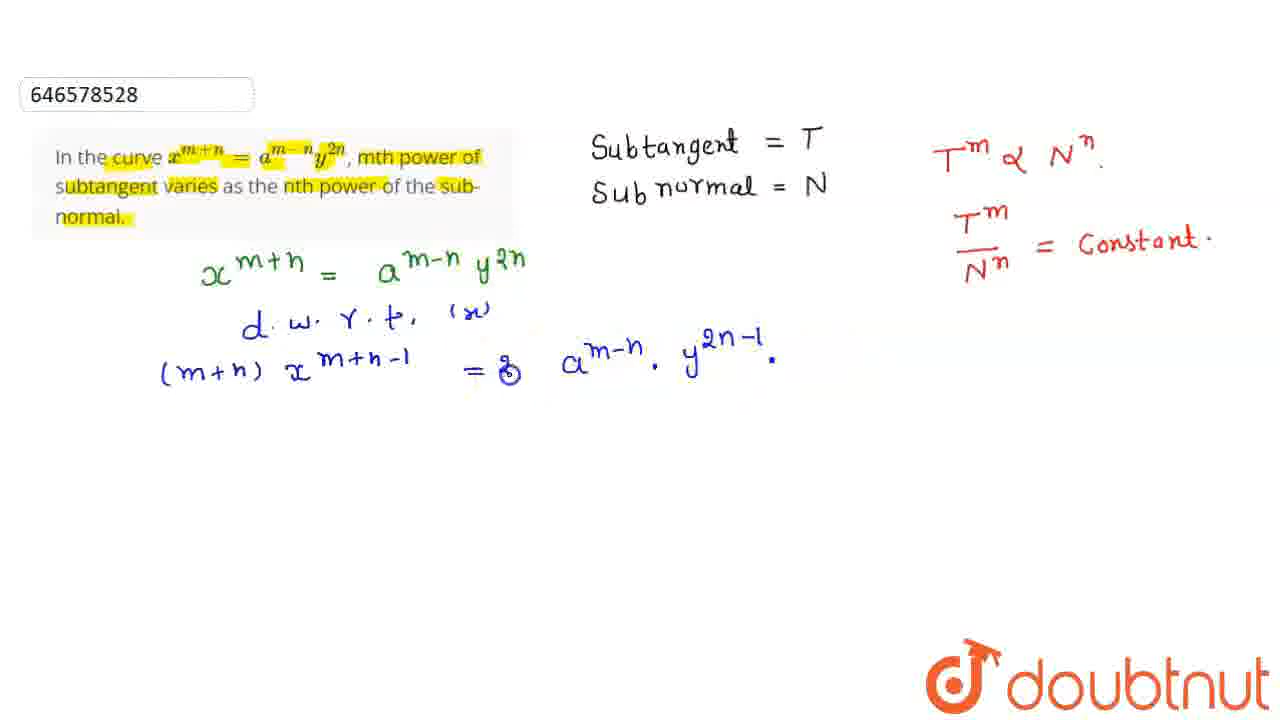 646578528
In the curve x^{m+n} = a^{m-n}y^{2n}, mth power of
subtangent varies as the nth power of the sub-
normal.
Subtangent = T
Subnormal = N
T^m ∝ N^n.
T^m
/N^n = Constant.
x^{m+n} = a^{m-n} y^{2n}
d.w.r.t. (x)
(m+n) x^{m+n-1} = 2 a^{m-n} . y^{2n-1} .
doubtnut